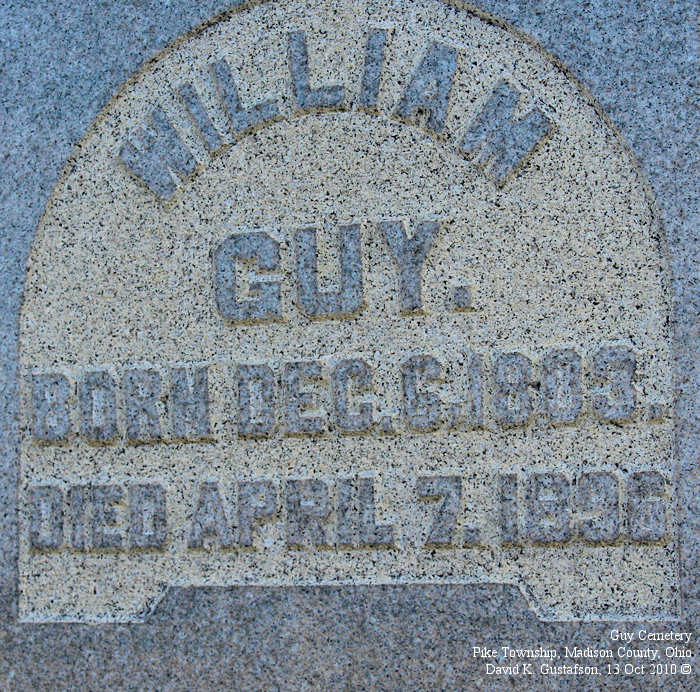 WILLIAM
GUY.
BORN DEC. 6. 1803.
DIED APRIL 7. 1896
Guy Cemetery
Pike Township, Madison County, Ohio
David K. Gustafson, 13 Oct 2010 ©